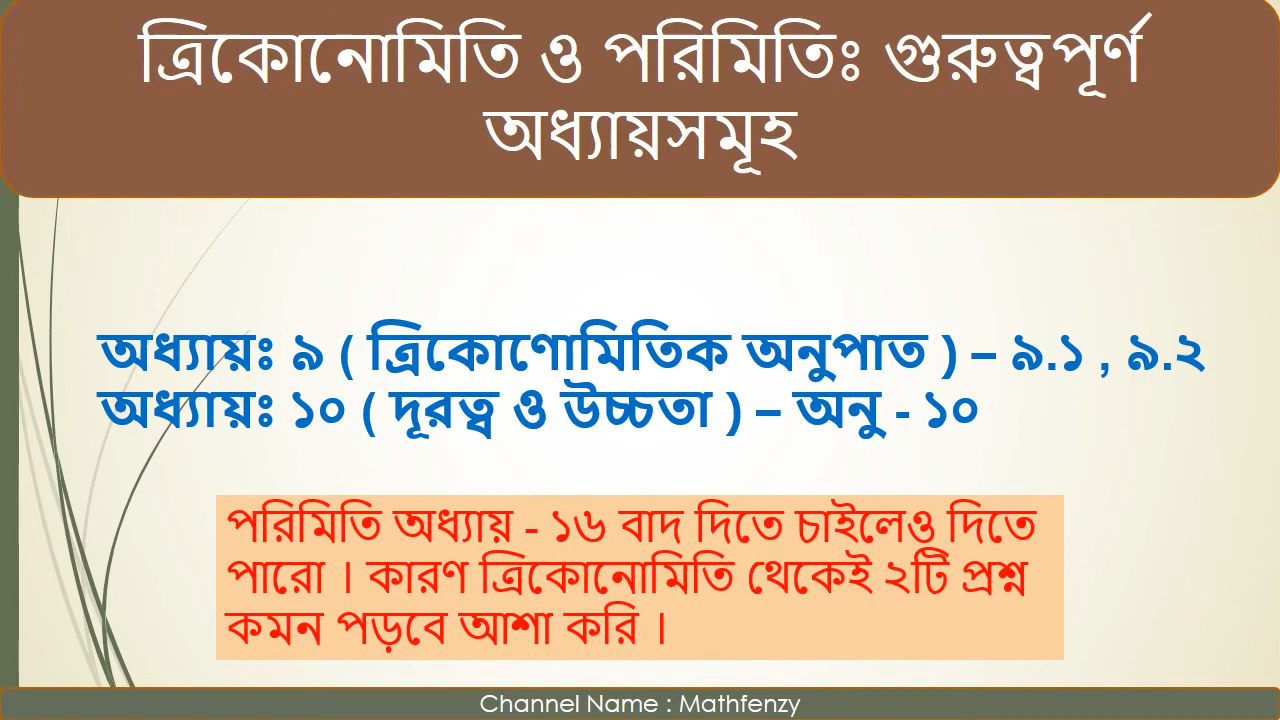 ত্রিকোনোমিতি ও পরিমিতিঃ গুরুত্বপূর্ণ
অধ্যায়সমূহ
অধ্যায়ঃ ৯ ( ত্রিকোণোমিতিক অনুপাত ) – ৯.১ , ৯.২
অধ্যায়ঃ ১০ ( দূরত্ব ও উচ্চতা ) – অনু - ১০
পরিমিতি অধ্যায় - ১৬ বাদ দিতে চাইলেও দিতে
পারো । কারণ ত্রিকোনোমিতি থেকেই ২টি প্রশ্ন
কমন পড়বে আশা করি ।
Channel Name : Mathfenzy